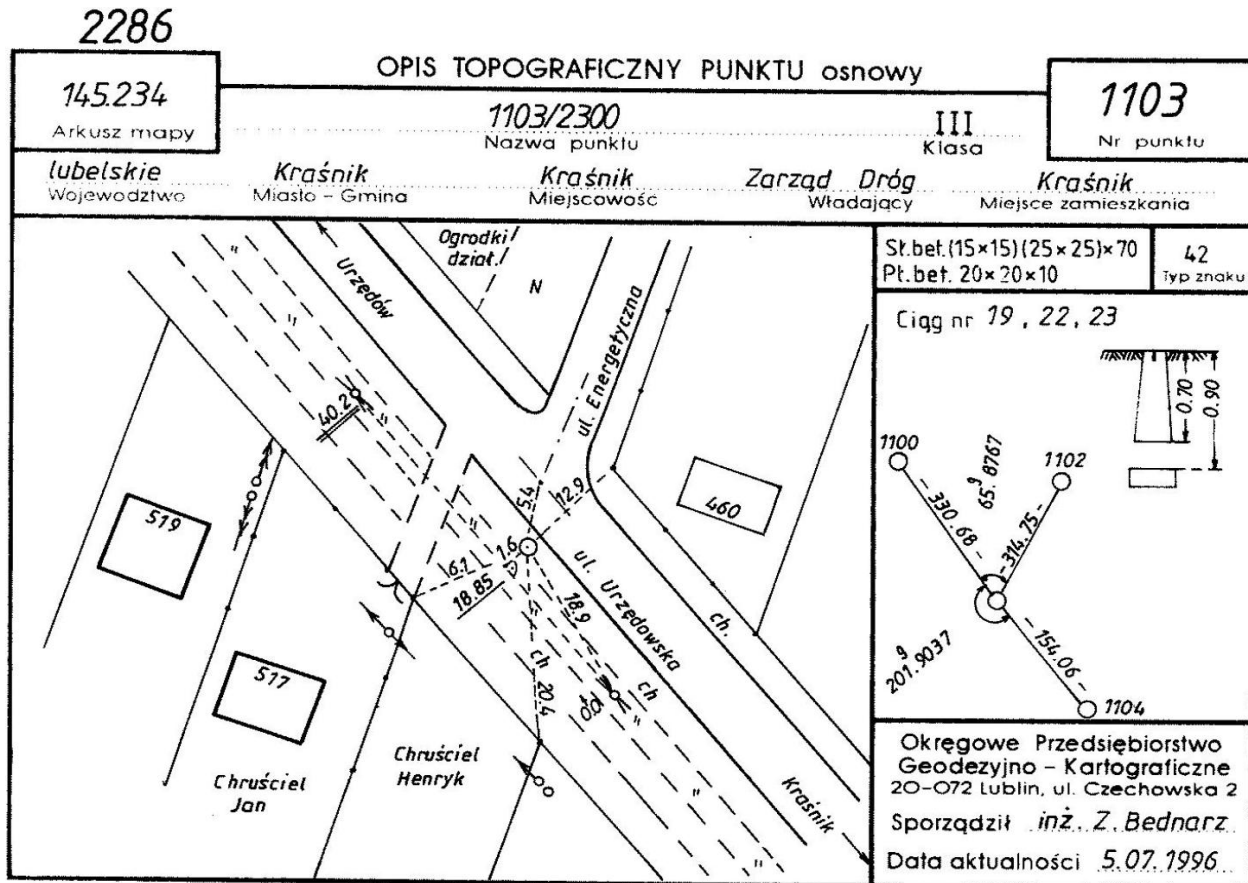 2286
OPIS TOPOGRAFICZNY PUNKTU osnowy
145.234
Arkusz mapy
1103/2300
Nazwa punktu
III
Klasa
1103
Nr punktu
lubelskie
Województwo
Kraśnik
Miasto - Gmina
Kraśnik
Miejscowość
Zarząd Dróg
Władający
Kraśnik
Miejsce zamieszkania
Ogrodki
dział.
N
Urzędów
ul. Energetyczna
40.2
519
517
460
5.4
12.9
1.6
6.1
18.85
18.9
ch
20.4
0.0
ul. Urzędowska
ch
ch.
Chruściel
Jan
Chruściel
Henryk
Kraśnik
Sł.bet.(15×15)(25×25)×70
Pł.bet. 20×20×10
42
Typ znaku
Ciąg nr 19, 22, 23
0.70
0.90
1100
1102
330.68
65.8767
g
314.75
201.9037
g
154.06
1104
Okręgowe Przedsiębiorstwo
Geodezyjno - Kartograficzne
20-072 Lublin, ul. Czechowska 2
Sporządził inż. Z. Bednarz
Data aktualności 5.07.1996